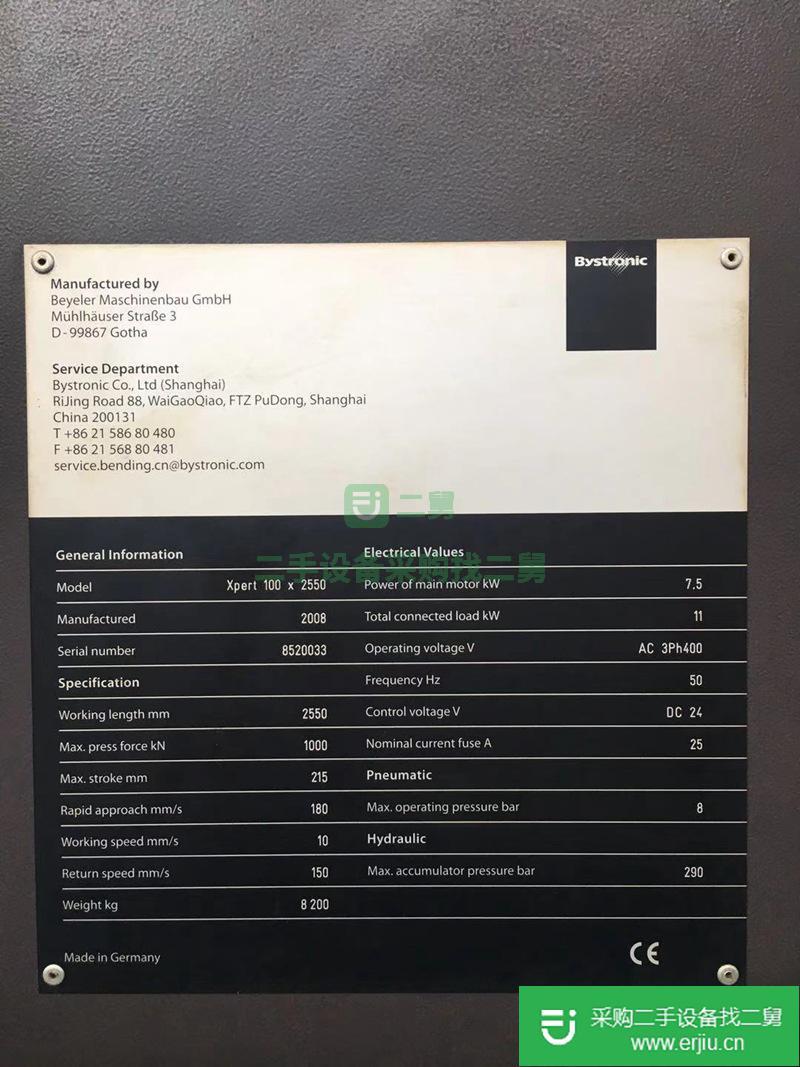 Bystronic
Manufactured by
Beyeler Maschinenbau GmbH
Mühlhäuser Straße 3
D-99867 Gotha
Service Department
Bystronic Co., Ltd (Shanghai)
RiJing Road 88, WaiGaoQiao, FTZ PuDong, Shanghai
China 200131
T +86 21 586 80 480
F +86 21 568 80 481
service.bending.cn@bystronic.com
二舅
二手设备采购找二舅
General Information
Model Xpert 100 x 2550
Manufactured 2008
Serial number 8520033
Specification
Working length mm 2550
Max. press force kN 1000
Max. stroke mm 215
Rapid approach mm/s 180
Working speed mm/s 10
Return speed mm/s 150
Weight kg 8 200
Electrical Values
Power of main motor kW 7.5
Total connected load kW 11
Operating voltage V AC 3Ph400
Frequency Hz 50
Control voltage V DC 24
Nominal current fuse A 25
Pneumatic
Max. operating pressure bar 8
Hydraulic
Max. accumulator pressure bar 290
Made in Germany
CE
采购二手设备找二舅
www.erjiu.cn